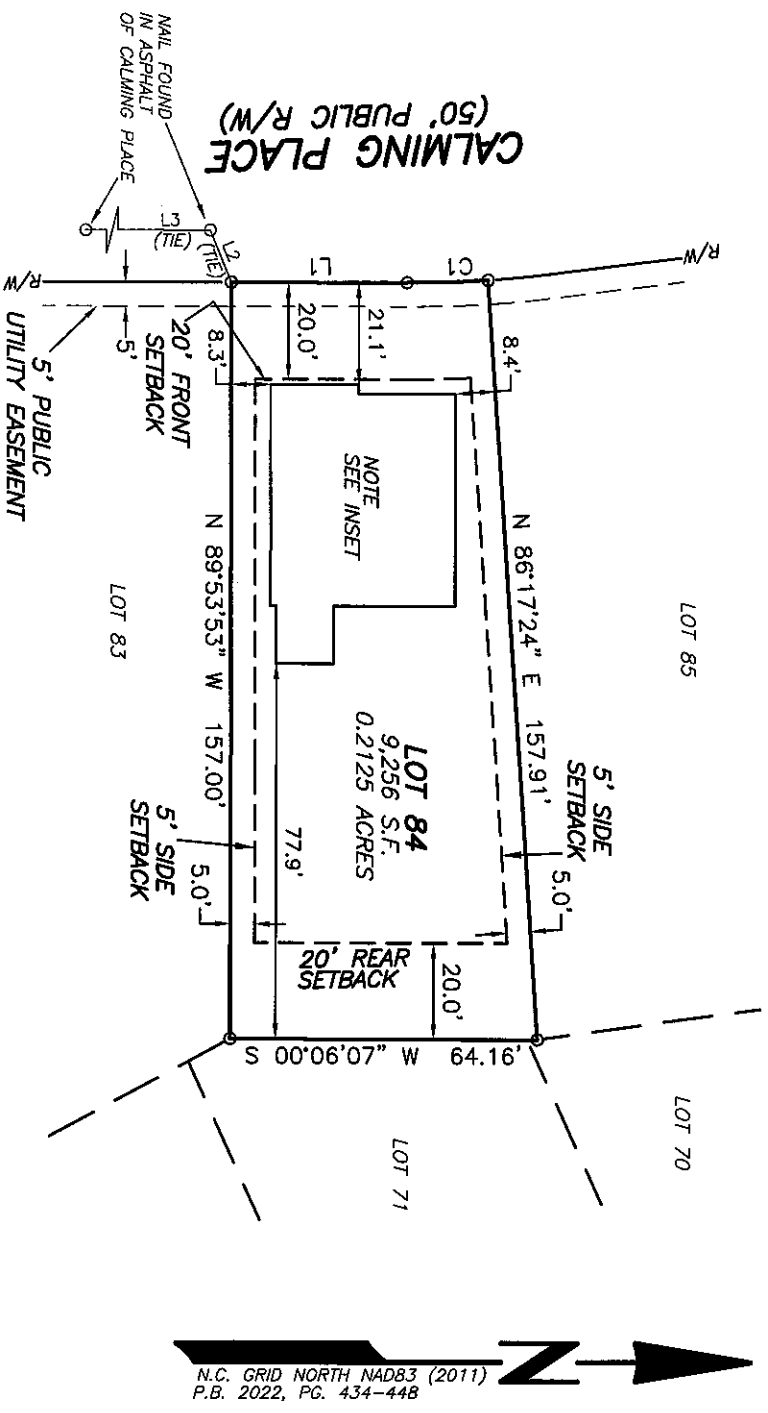 NAIL FOUND
IN ASPHALT
OF CALMING PLACE
CALMING PLACE
(50' PUBLIC R/W)
L3
(TIE)
L2
(TIE)
R/W
R/W
L1
C1
5'
5' PUBLIC
UTILITY EASEMENT
20' FRONT
SETBACK
8.3'
20.0'
21.1'
8.4'
NOTE
SEE INSET
N 86°17'24" E 157.91'
LOT 85
N 89°53'53" W 157.00'
LOT 83
LOT 84
9,256 S.F.
0.2125 ACRES
77.9'
5' SIDE
SETBACK
5.0'
5' SIDE
SETBACK
5.0'
20' REAR
SETBACK
20.0'
S 00°06'07" W 64.16'
LOT 70
LOT 71
N
N.C. GRID NORTH NAD83 (2011)
P.B. 2022, PG. 434-448